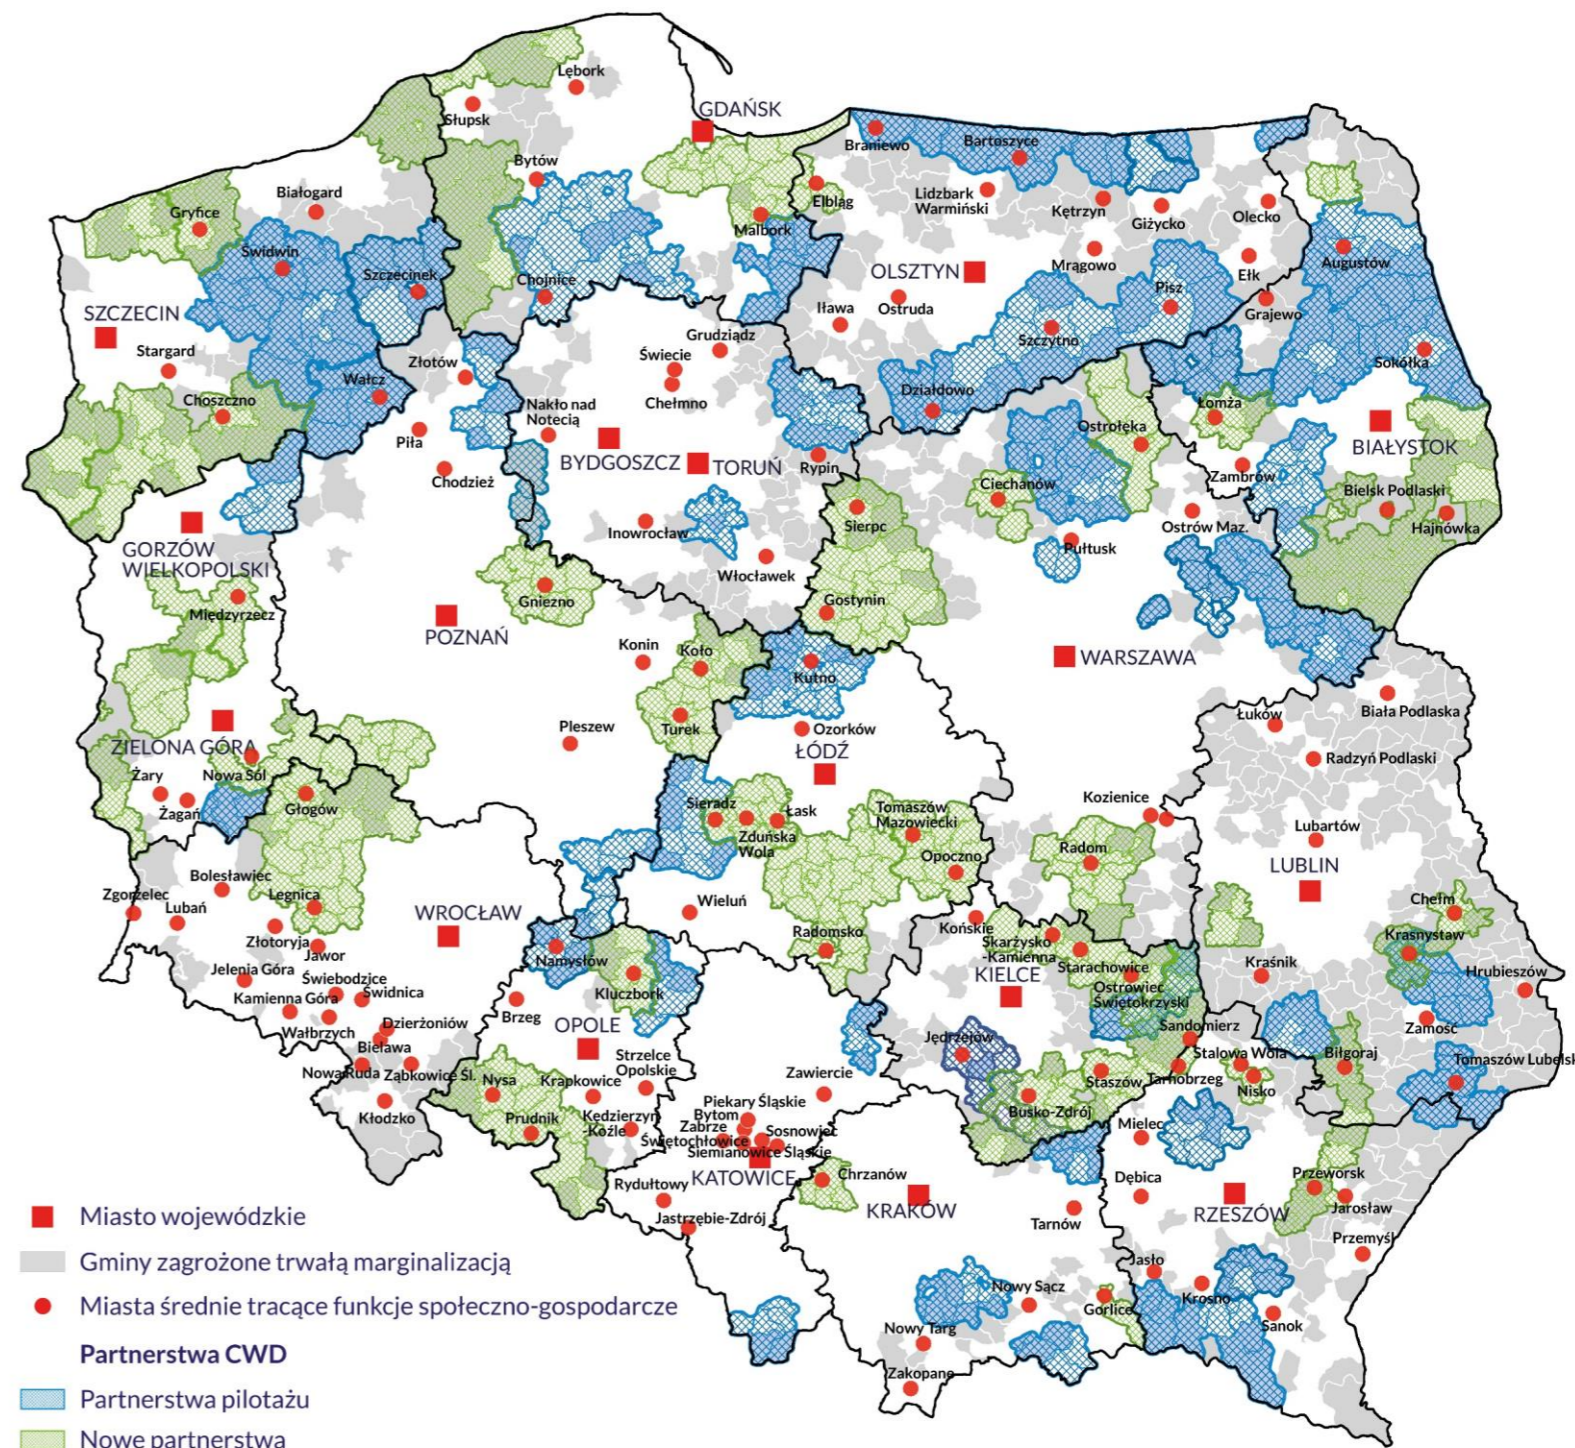 Lębork
Słupsk
GDAŃSK
Braniewo
Bartoszyce
Bytów
Białogard
Elbląg
Lidzbark
Warmiński
Kętrzyn
Giżycko
Olecko
Gryfice
Malbork
Świdwin
Szczecinek
Chojnice
OLSZTYN
Mrągowo
Ełk
Augustów
SZCZECIN
Iława
Ostruda
Pisz
Grajewo
Stargard
Złotów
Grudziądz
Świecie
Chełmno
Szczytno
Sokółka
Choszczno
Wałcz
Nakło nad
Notecią
Działdowo
Łomża
Piła
BYDGOSZCZ
TORUŃ
Rypin
Ostrołęka
BIAŁYSTOK
Chodzież
Ciechanów
Zambrów
Bielsk Podlaski
Hajnówka
Inowrocław
Sierpc
Ostrów Maz.
Pułtusk
GORZÓW
WIELKOPOLSKI
Włocławek
Międzyrzecz
Gniezno
Gostynin
POZNAŃ
Konin
Koło
Kutno
WARSZAWA
Turek
Ozorków
Łuków
Biała Podlaska
Pleszew
ŁÓDŹ
Radzyń Podlaski
ZIELONA GÓRA
Nowa Sól
Żary
Żagań
Głogów
Sieradz
Łask
Zduńska
Wola
Tomaszów
Mazowiecki
Kozienice
Lubartów
Opoczno
Radom
LUBLIN
Bolesławiec
Zgorzelec
Lubań
Legnica
WROCŁAW
Wieluń
Chełm
Złotoryja
Jawor
Radomsko
Końskie
Skarżysko
-Kamienna
Starachowice
Krasnystaw
Namysłów
Jelenia Góra
Świebodzice
Kamienna Góra
Świdnica
Kluczbork
KIELCE
Ostrowiec
Świętokrzyski
Kraśnik
Hrubieszów
Wałbrzych
Dzierżoniów
Brzeg
OPOLE
Sandomierz
Zamość
Bielawa
Nowa Ruda
Ząbkowice Śl.
Strzelce
Opolskie
Jędrzejów
Stalowa Wola
Biłgoraj
Tomaszów Lubelsk
Nysa
Krapkowice
Zawiercie
Staszów
Tarnobrzeg
Nisko
Kłodzko
Prudnik
Kędzierzyn
-Koźle
Piekary Śląskie
Bytom
Zabrze
Świętochłowice
Sosnowiec
Siemianowice Śląskie
KATOWICE
Busko-Zdrój
Mielec
Rydułtowy
Chrzanów
KRAKÓW
Dębica
RZESZÓW
Przeworsk
Jarosław
Jastrzębie-Zdrój
Tarnów
Przemyśl
Nowy Sącz
Gorlice
Jasło
Krosno
Sanok
Nowy Targ
Zakopane
Miasto wojewódzkie
Gminy zagrożone trwałą marginalizacją
Miasta średnie tracące funkcje społeczno-gospodarcze
Partnerstwa CWD
Partnerstwa pilotażu
Nowe partnerstwa